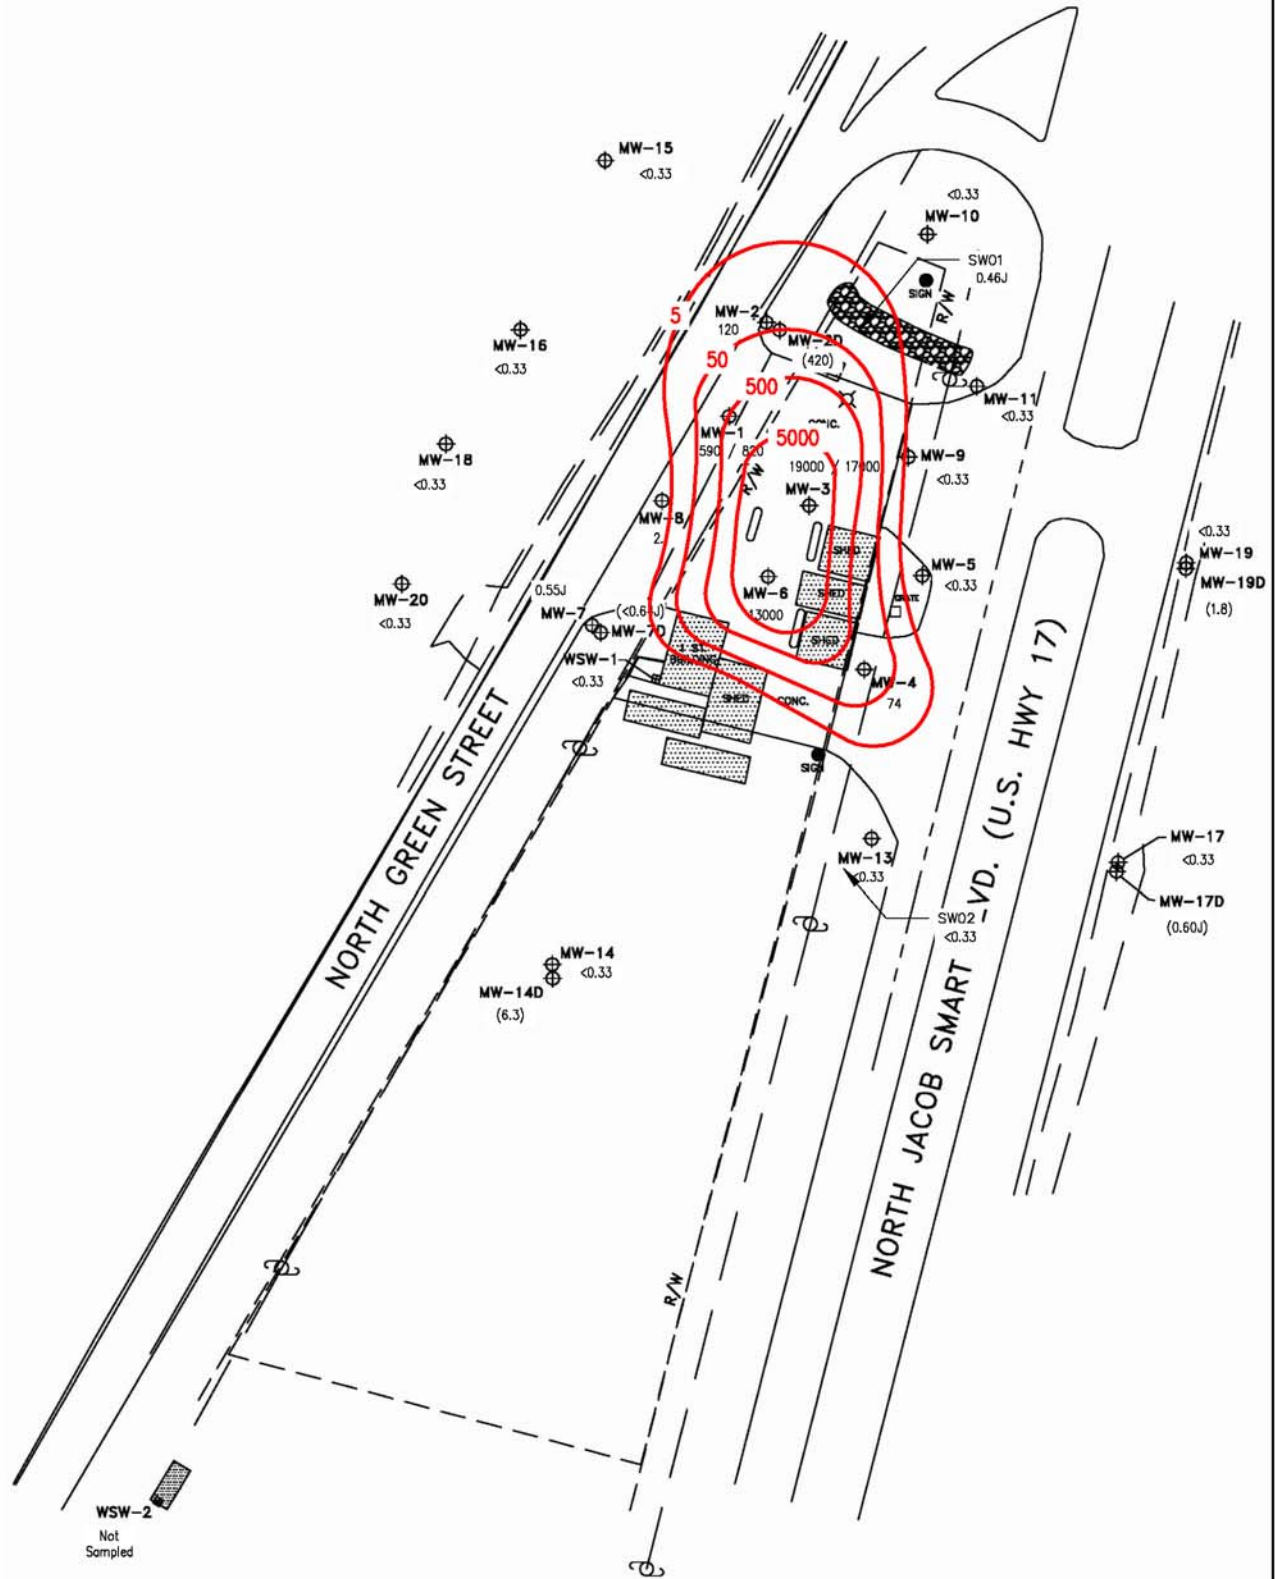 MW-15
<0.33
<0.33
MW-10
SW01
0.46J
SIGN
R/W
5
MW-2
120
MW-2D
(420)
MW-16
<0.33
50
500
MW-11
<0.33
MW-1
590 / 820
CONC.
5000
R/W
19000 / 17000
MW-3
MW-9
<0.33
MW-18
<0.33
MW-8
2.
SHED
MW-5
<0.33
<0.33
MW-19
MW-19D
(1.8)
MW-20
<0.33
0.55J
MW-7
(<0.64J)
MW-7D
MW-6
13000
SHED
SHED
WSW-1
<0.33
SHED
CONC.
MW-4
74
SIGN
NORTH GREEN STREET
MW-13
<0.33
SW02
<0.33
MW-17
<0.33
MW-17D
(0.60J)
MW-14
<0.33
MW-14D
(6.3)
NORTH JACOB SMART VD. (U.S. HWY 17)
R/W
WSW-2
Not
Sampled